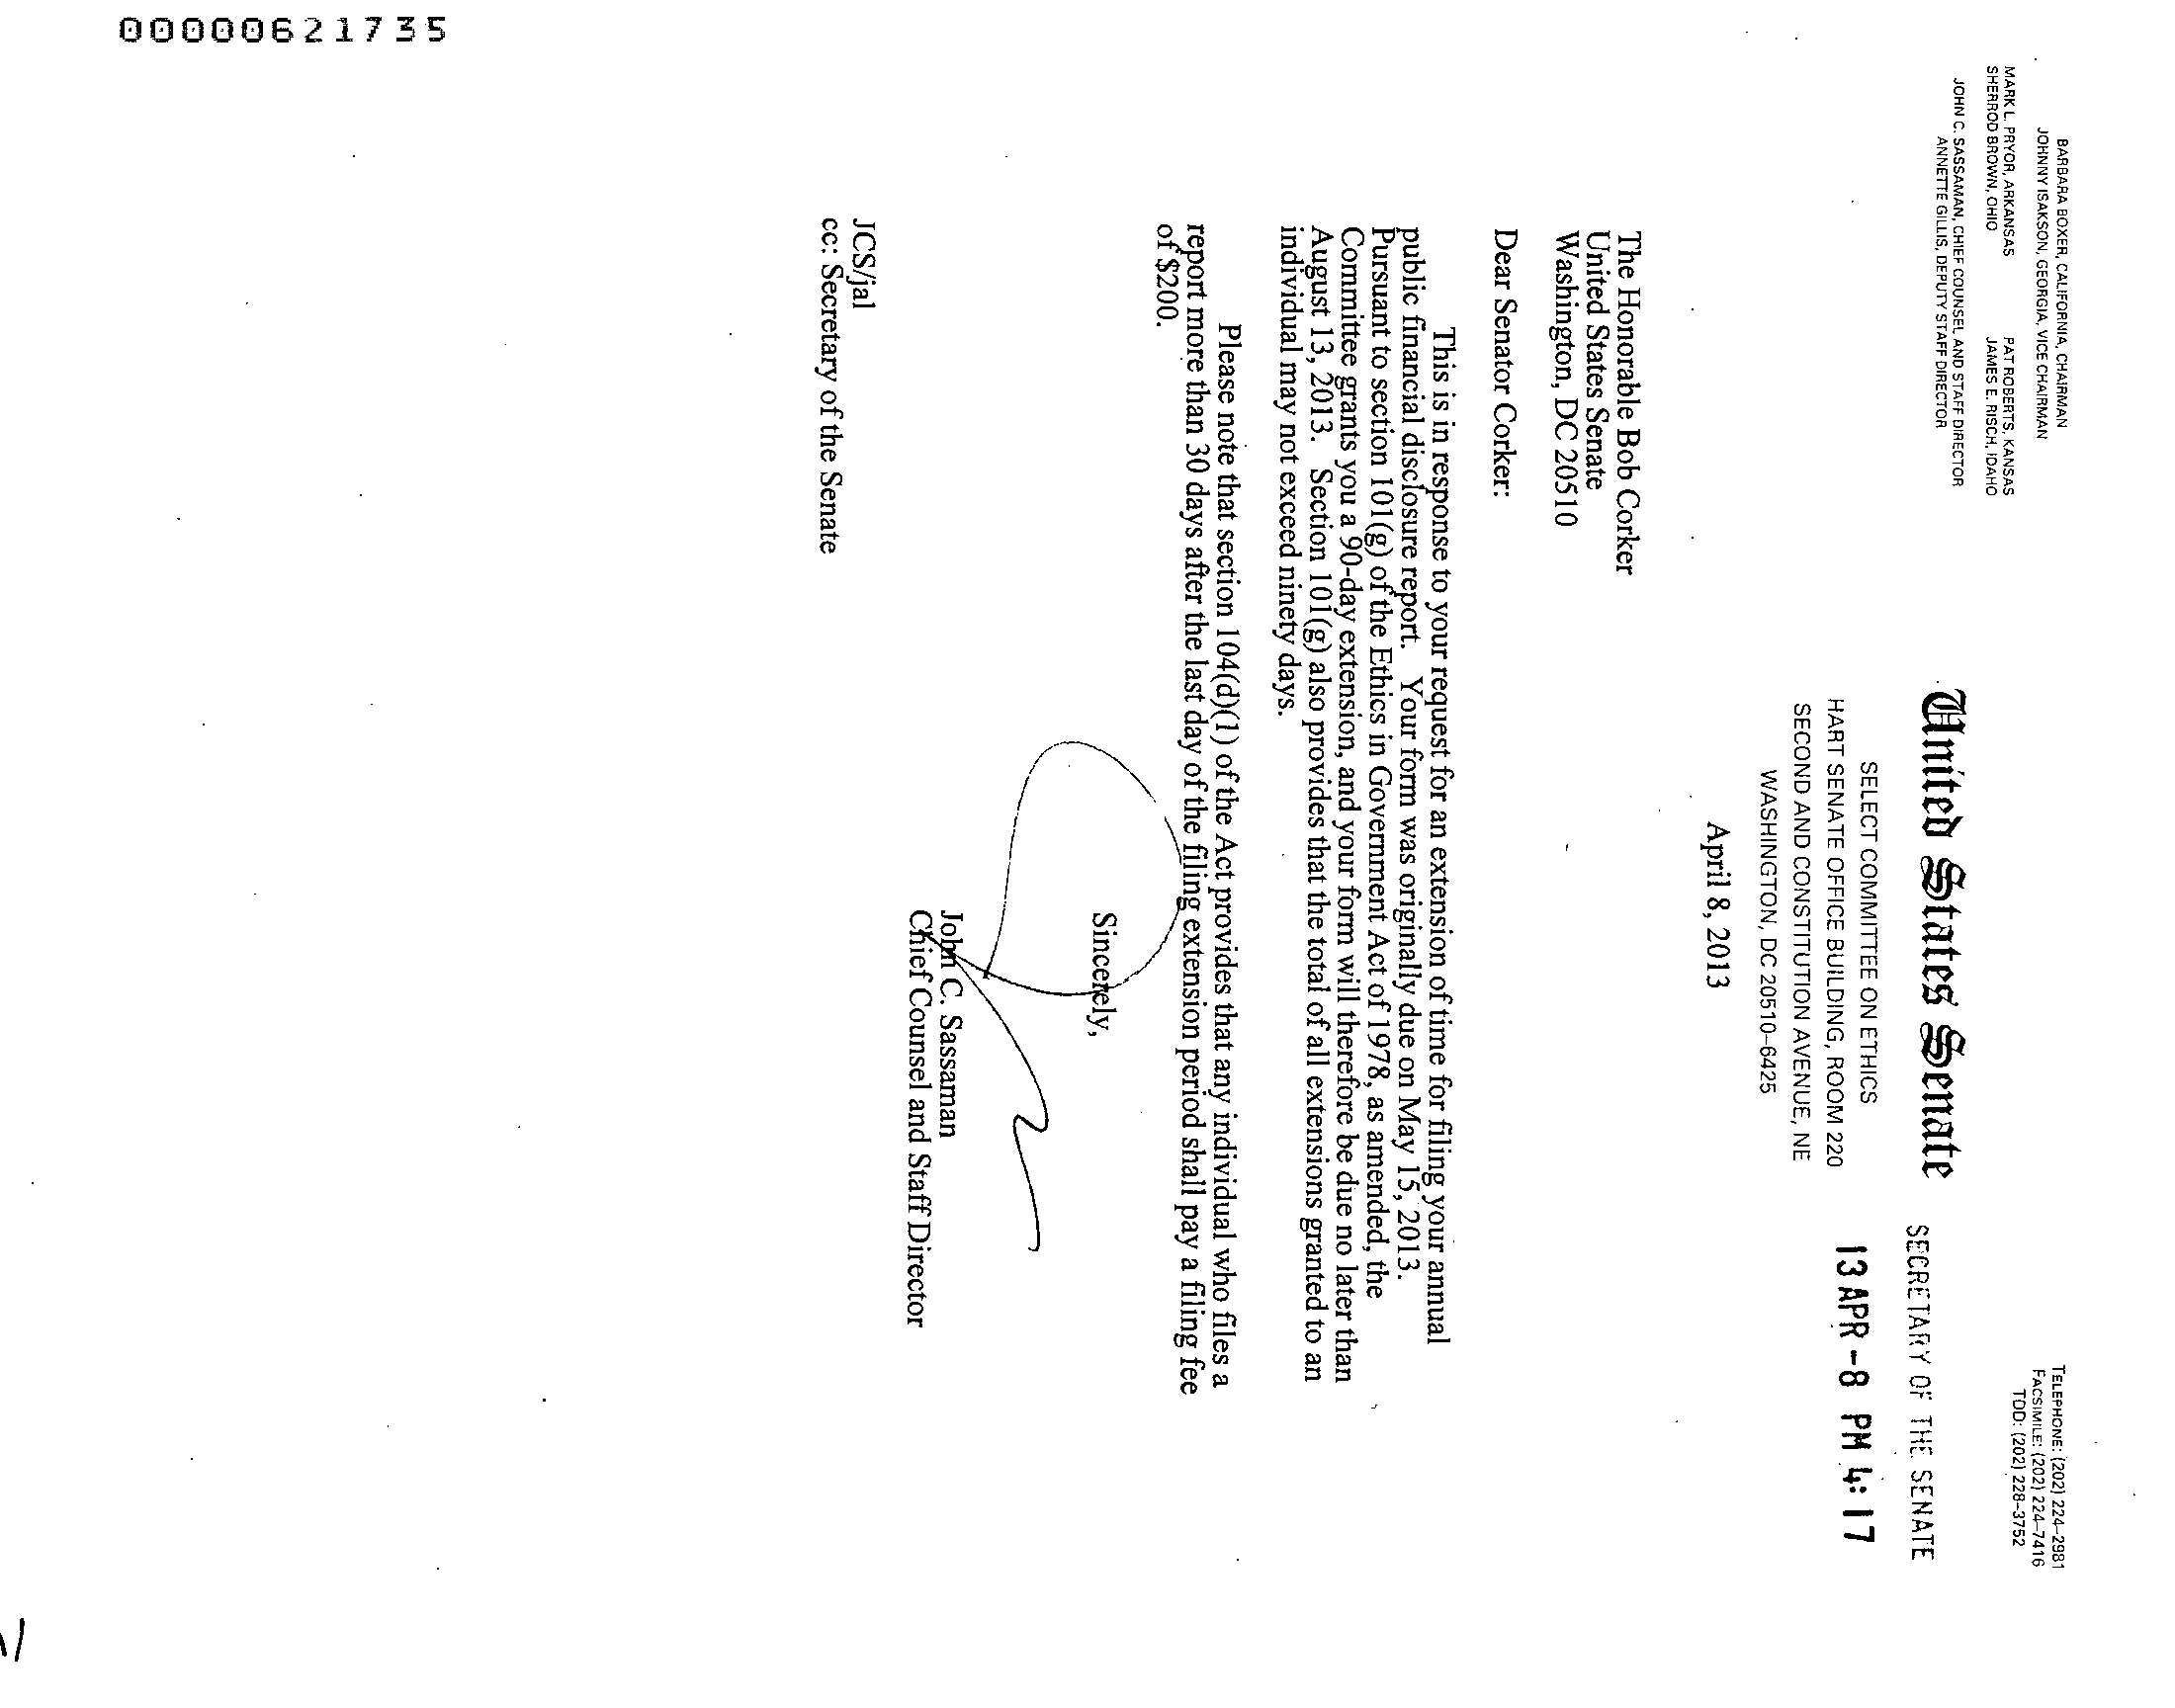 00000621735
BARBARA BOXER, CALIFORNIA, CHAIRMAN
JOHNNY ISAKSON, GEORGIA, VICE CHAIRMAN
MARK L. PRYOR, ARKANSAS PAT ROBERTS, KANSAS
SHERROD BROWN, OHIO JAMES E. RISCH, IDAHO
JOHN C. SASSAMAN, CHIEF COUNSEL AND STAFF DIRECTOR
ANNETTE GILLIS, DEPUTY STAFF DIRECTOR
TELEPHONE: (202) 224–2981
FACSIMILE: (202) 224–7416
TDD: (202) 228–3752
United States Senate
SELECT COMMITTEE ON ETHICS
HART SENATE OFFICE BUILDING, ROOM 220
SECOND AND CONSTITUTION AVENUE, NE
WASHINGTON, DC 20510–6425
SECRETARY OF THE SENATE
13 APR -8 PM 4:17
April 8, 2013
The Honorable Bob Corker
United States Senate
Washington, DC 20510
Dear Senator Corker:
This is in response to your request for an extension of time for filing your annual
public financial disclosure report. Your form was originally due on May 15, 2013.
Pursuant to section 101(g) of the Ethics in Government Act of 1978, as amended, the
Committee grants you a 90-day extension, and your form will therefore be due no later than
August 13, 2013. Section 101(g) also provides that the total of all extensions granted to an
individual may not exceed ninety days.
Please note that section 104(d)(1) of the Act provides that any individual who files a
report more than 30 days after the last day of the filing extension period shall pay a filing fee
of $200.
Sincerely,
John C. Sassaman
Chief Counsel and Staff Director
JCS/jal
cc: Secretary of the Senate